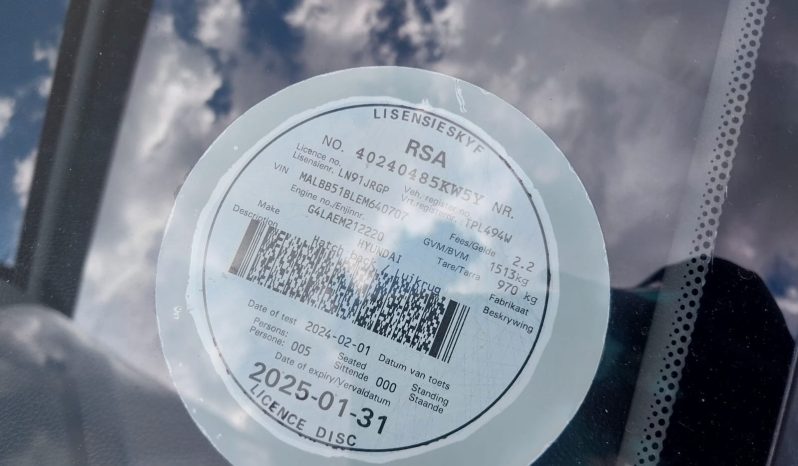 LISENSIESKYF
RSA
NO. 40240485KW5Y NR.
Licence no./ LN91JRGP Veh. register no./ TPL494W
Lisensienr. Vrt.registernr.
VIN MALBB51BLEM640707 Fees/Gelde 2.2
Engine no./Enjinnr. G4LAEM212220 GVM/BVM 1513kg
Make HYUNDAI Tare/Tarra 970 kg Fabrikaat
Description Hatch back / Luikrug Beskrywing
Date of test 2024-02-01 Datum van toets
Persons: 005 Seated 000 Standing
Persone: Sittende Staande
Date of expiry/Vervaldatum
2025-01-31
LICENCE DISC